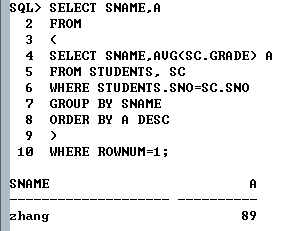 SQL> SELECT SNAME,A
2 FROM
3 (
4 SELECT SNAME,AVG(SC.GRADE) A
5 FROM STUDENTS, SC
6 WHERE STUDENTS.SNO=SC.SNO
7 GROUP BY SNAME
8 ORDER BY A DESC
9 )
10 WHERE ROWNUM=1;
SNAME A
-------------------- ----------
zhang 89